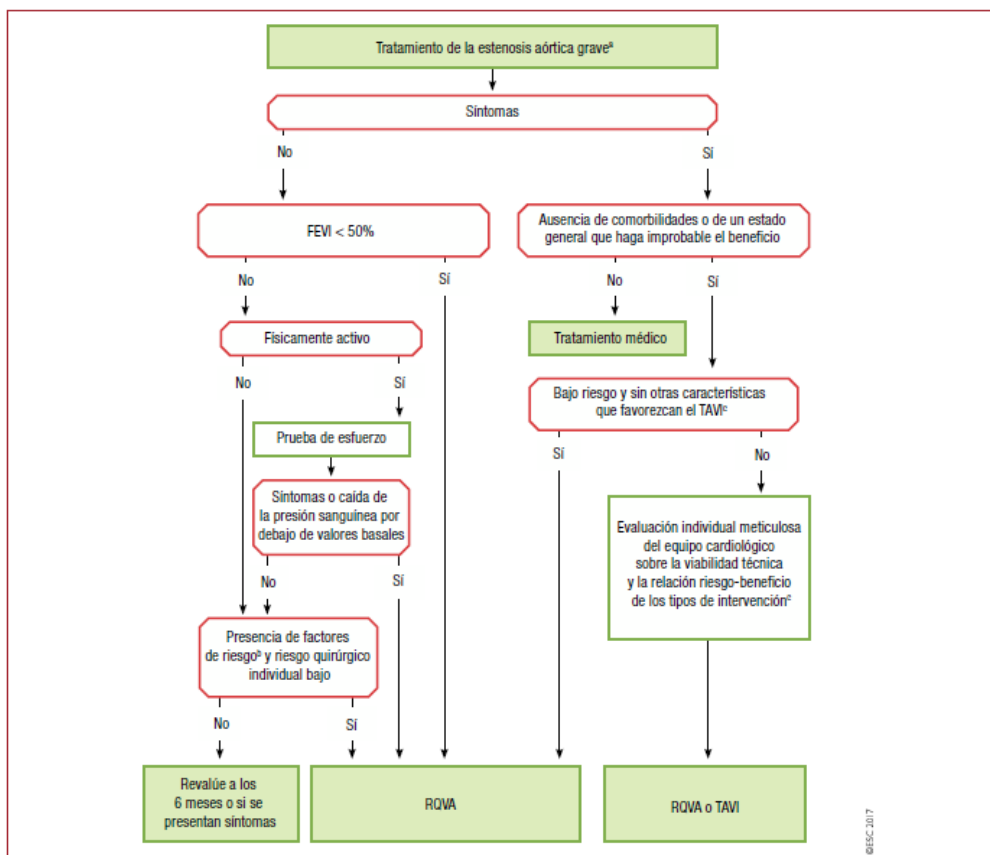 Tratamiento de la estenosis aórtica graveª
Síntomas
No
Sí
FEVI < 50%
Ausencia de comorbilidades o de un estado
general que haga improbable el beneficio
No
Sí
No
Sí
Físicamente activo
Tratamiento médico
No
Sí
Bajo riesgo y sin otras características
que favorezcan el TAVIᶜ
Prueba de esfuerzo
Sí
No
Síntomas o caída de
la presión sanguínea por
debajo de valores basales
Evaluación individual meticulosa
del equipo cardiológico
sobre la viabilidad técnica
y la relación riesgo-beneficio
de los tipos de intervenciónᶜ
No
Sí
Presencia de factores
de riesgoᵇ y riesgo quirúrgico
individual bajo
No
Sí
Revalúe a los
6 meses o si se
presentan síntomas
RQVA
RQVA o TAVI
©ESC 2017